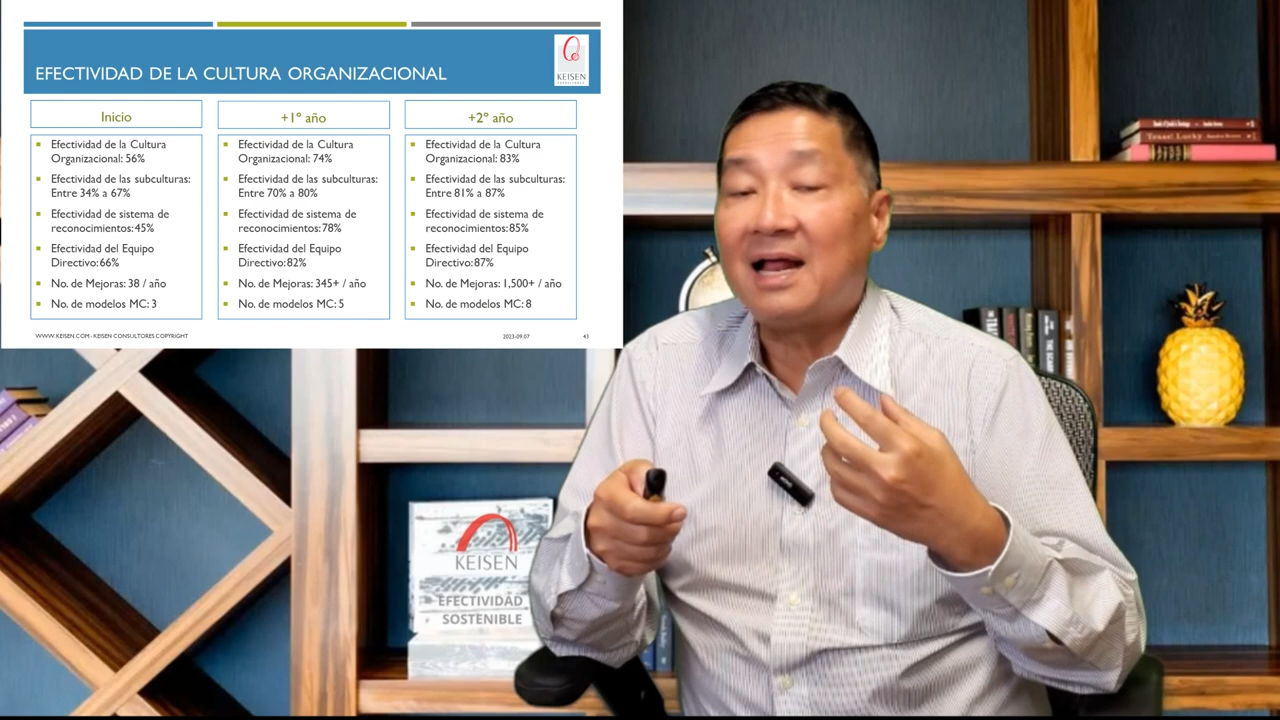 EFECTIVIDAD DE LA CULTURA ORGANIZACIONAL
KEISEN
Inicio
Efectividad de la Cultura
Organizacional: 56%
Efectividad de las subculturas:
Entre 34% a 67%
Efectividad de sistema de
reconocimientos: 45%
Efectividad del Equipo
Directivo: 66%
No. de Mejoras: 38 / año
No. de modelos MC: 3
+1º año
Efectividad de la Cultura
Organizacional: 74%
Efectividad de las subculturas:
Entre 70% a 80%
Efectividad de sistema de
reconocimientos: 78%
Efectividad del Equipo
Directivo: 82%
No. de Mejoras: 345+ / año
No. de modelos MC: 5
+2º año
Efectividad de la Cultura
Organizacional: 83%
Efectividad de las subculturas:
Entre 81% a 87%
Efectividad de sistema de
reconocimientos: 85%
Efectividad del Equipo
Directivo: 87%
No. de Mejoras: 1,500+ / año
No. de modelos MC: 8
WWW.KEISEN.COM - KEISEN CONSULTORES COPYRIGHT
2023-09.07
43
KEISEN
EFECTIVIDAD
SOSTENIBLE